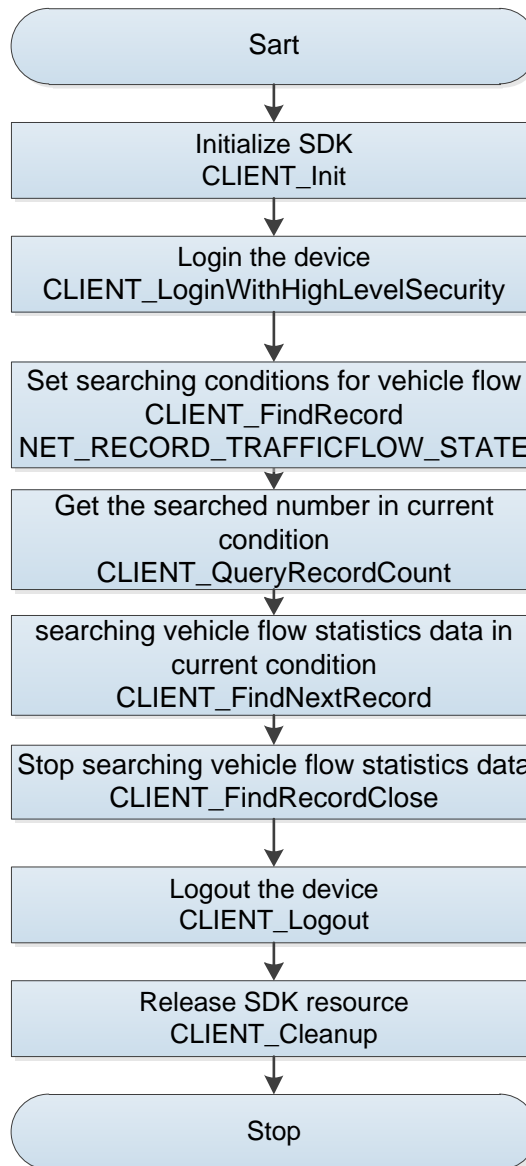 Sart
Initialize SDK
CLIENT_Init
Login the device
CLIENT_LoginWithHighLevelSecurity
Set searching conditions for vehicle flow
CLIENT_FindRecord
NET_RECORD_TRAFFICFLOW_STATE
Get the searched number in current
condition
CLIENT_QueryRecordCount
searching vehicle flow statistics data in
current condition
CLIENT_FindNextRecord
Stop searching vehicle flow statistics data
CLIENT_FindRecordClose
Logout the device
CLIENT_Logout
Release SDK resource
CLIENT_Cleanup
Stop